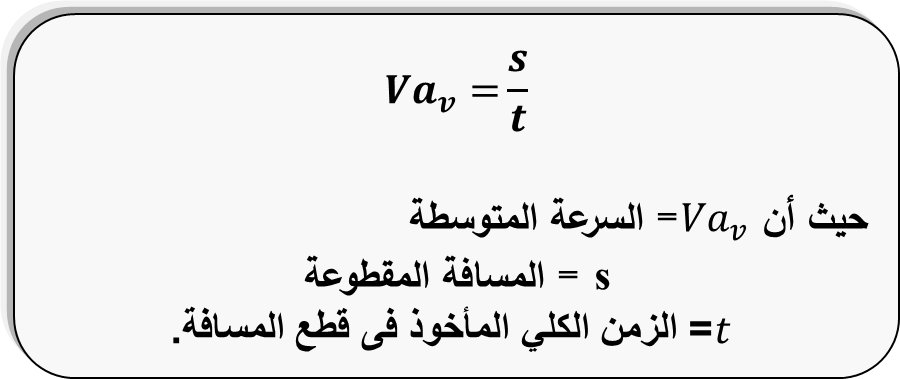 Va_v = s/t
حيث أن Va_v= السرعة المتوسطة
s = المسافة المقطوعة
t= الزمن الكلي المأخوذ فى قطع المسافة.